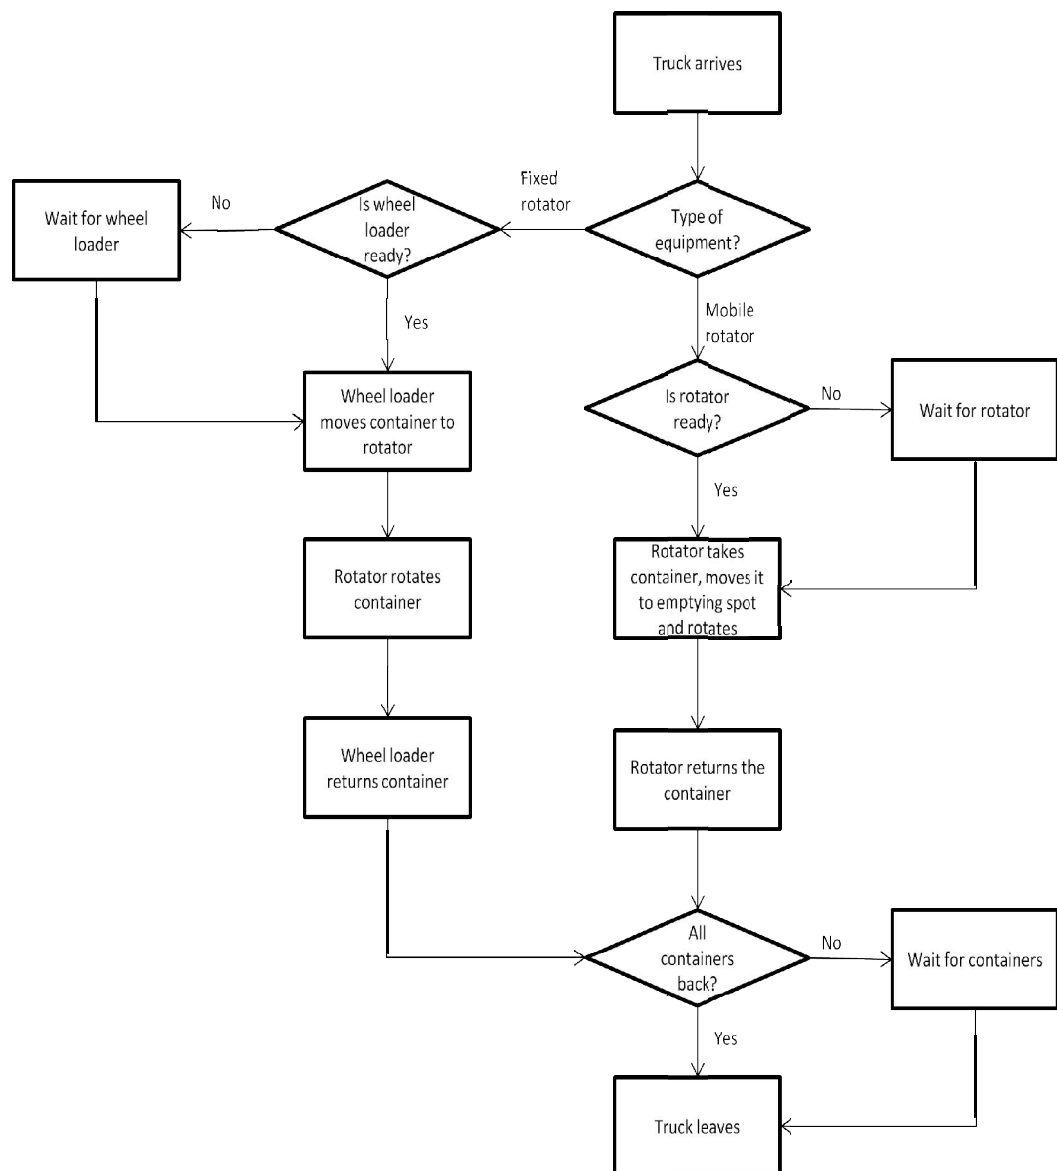 Truck arrives
Fixed
rotator
No
Wait for wheel
loader
Is wheel
loader
ready?
Type of
equipment?
Yes
Mobile
rotator
Wheel loader
moves container to
rotator
Is rotator
ready?
No
Wait for rotator
Yes
Rotator rotates
container
Rotator takes
container, moves it
to emptying spot
and rotates
Wheel loader
returns container
Rotator returns the
container
All
containers
back?
No
Wait for containers
Yes
Truck leaves